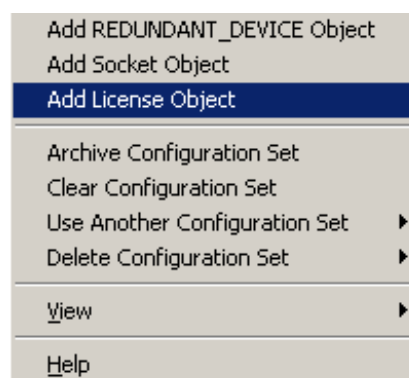 Add REDUNDANT_DEVICE Object
Add Socket Object
Add License Object
Archive Configuration Set
Clear Configuration Set
Use Another Configuration Set
Delete Configuration Set
View
Help